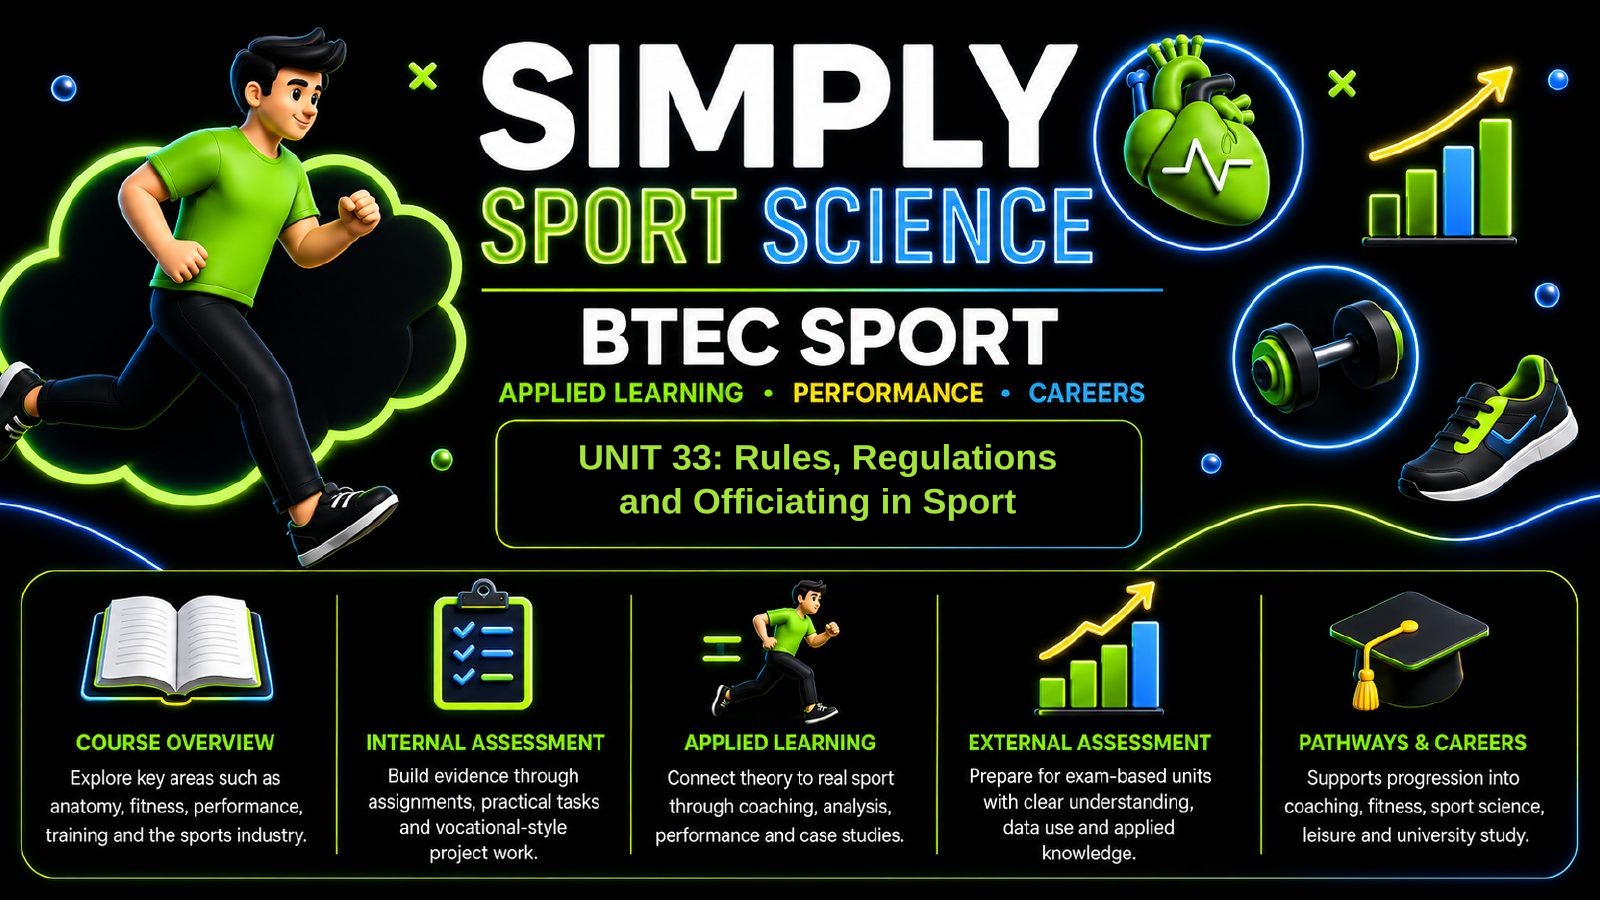 SIMPLY
SPORT SCIENCE
BTEC SPORT
APPLIED LEARNING • PERFORMANCE • CAREERS
UNIT 33: Rules, Regulations
and Officiating in Sport
COURSE OVERVIEW
Explore key areas such as
anatomy, fitness, performance,
training and the sports industry.
INTERNAL ASSESSMENT
Build evidence through
assignments, practical tasks
and vocational-style
project work.
APPLIED LEARNING
Connect theory to real sport
through coaching, analysis,
performance and case studies.
EXTERNAL ASSESSMENT
Prepare for exam-based units
with clear understanding,
data use and applied
knowledge.
PATHWAYS & CAREERS
Supports progression into
coaching, fitness, sport science,
leisure and university study.